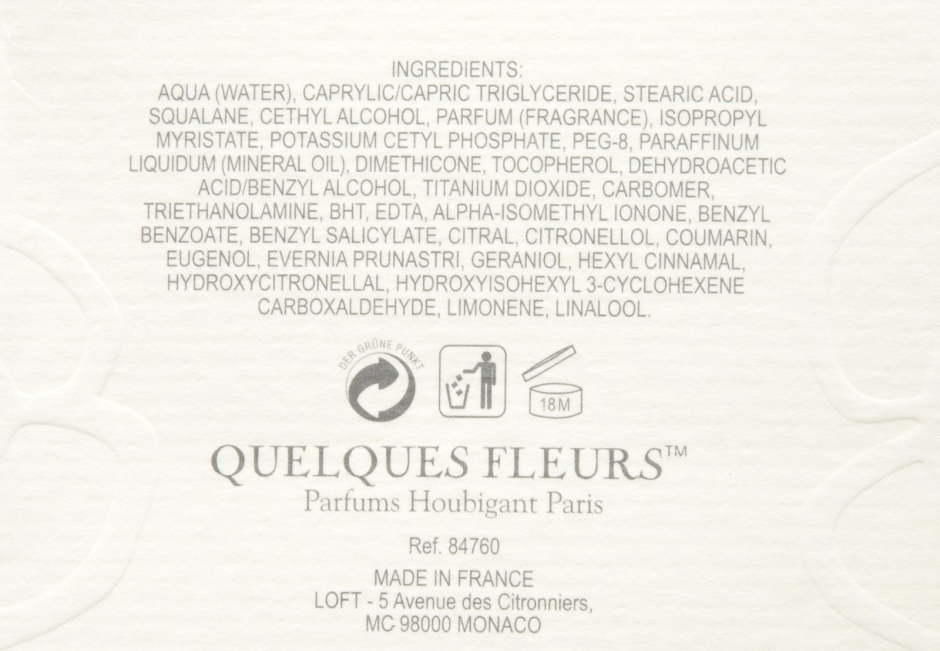 INGREDIENTS:
AQUA (WATER), CAPRYLIC/CAPRIC TRIGLYCERIDE, STEARIC ACID,
SQUALANE, CETHYL ALCOHOL, PARFUM (FRAGRANCE), ISOPROPYL
MYRISTATE, POTASSIUM CETYL PHOSPHATE, PEG-8, PARAFFINUM
LIQUIDUM (MINERAL OIL), DIMETHICONE, TOCOPHEROL, DEHYDROACETIC
ACID/BENZYL ALCOHOL, TITANIUM DIOXIDE, CARBOMER,
TRIETHANOLAMINE, BHT, EDTA, ALPHA-ISOMETHYL IONONE, BENZYL
BENZOATE, BENZYL SALICYLATE, CITRAL, CITRONELLOL, COUMARIN,
EUGENOL, EVERNIA PRUNASTRI, GERANIOL, HEXYL CINNAMAL,
HYDROXYCITRONELLAL, HYDROXYISOHEXYL 3-CYCLOHEXENE
CARBOXALDEHYDE, LIMONENE, LINALOOL.
DER GRÜNE PUNKT
18M
QUELQUES FLEURS™
Parfums Houbigant Paris
Ref. 84760
MADE IN FRANCE
LOFT - 5 Avenue des Citronniers,
MC 98000 MONACO